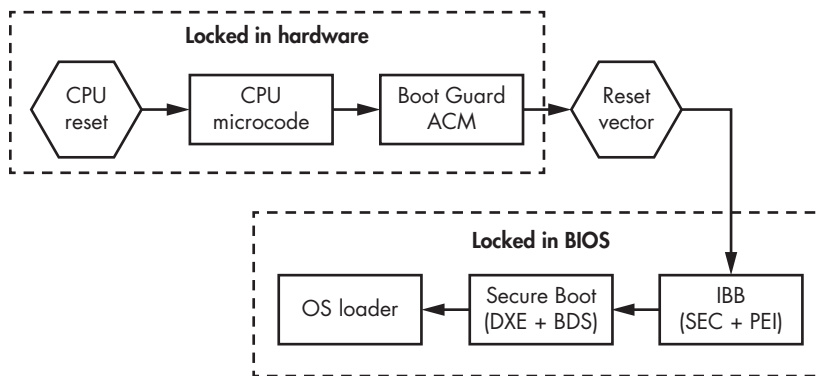 Locked in hardware
CPU
reset
CPU
microcode
Boot Guard
ACM
Reset
vector
Locked in BIOS
OS loader
Secure Boot
(DXE + BDS)
IBB
(SEC + PEI)